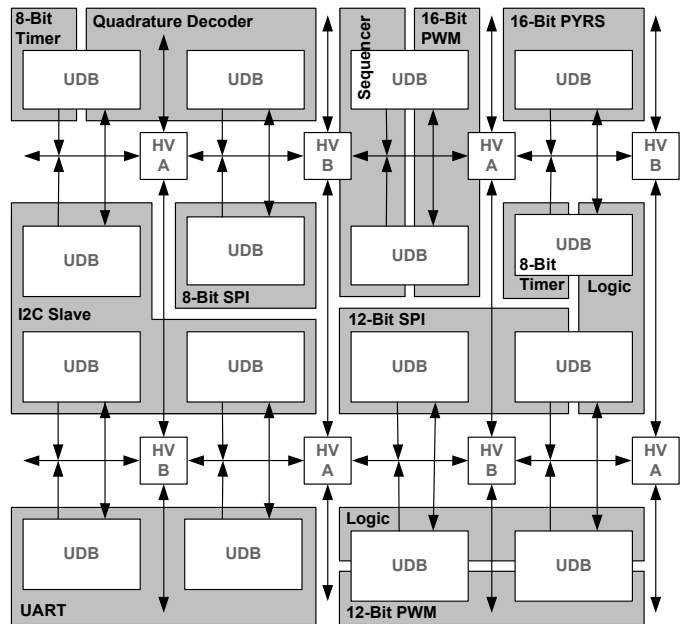 8-Bit
Timer
Quadrature Decoder
Sequencer
16-Bit
PWM
16-Bit PYRS
UDB
UDB
UDB
UDB
HV
A
HV
B
HV
A
HV
B
UDB
UDB
UDB
UDB
8-Bit
Timer
Logic
8-Bit SPI
I2C Slave
12-Bit SPI
UDB
UDB
UDB
UDB
HV
B
HV
A
HV
B
HV
A
Logic
UDB
UDB
UDB
UDB
UART
12-Bit PWM